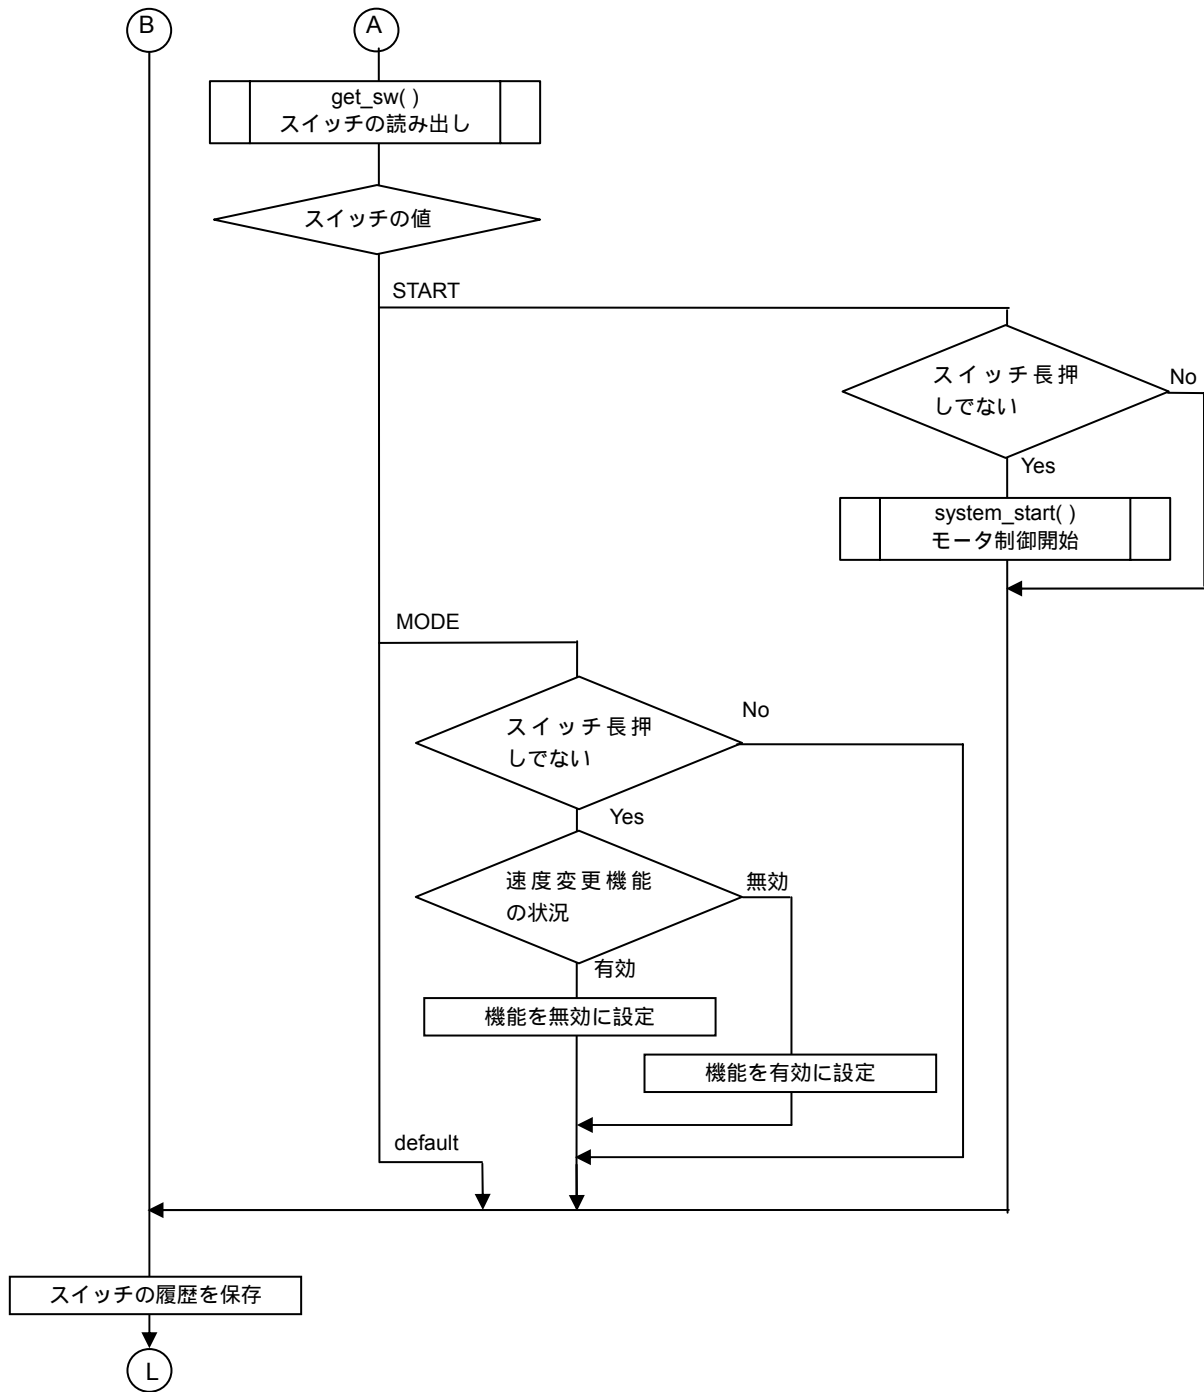 B
A
get_sw( )
スイッチの読み出し
スイッチの値
START
スイッチ長押
しでない
No
Yes
system_start( )
モータ制御開始
MODE
スイッチ長押
しでない
No
Yes
速度変更機能
の状況
無効
有効
機能を無効に設定
機能を有効に設定
default
スイッチの履歴を保存
L